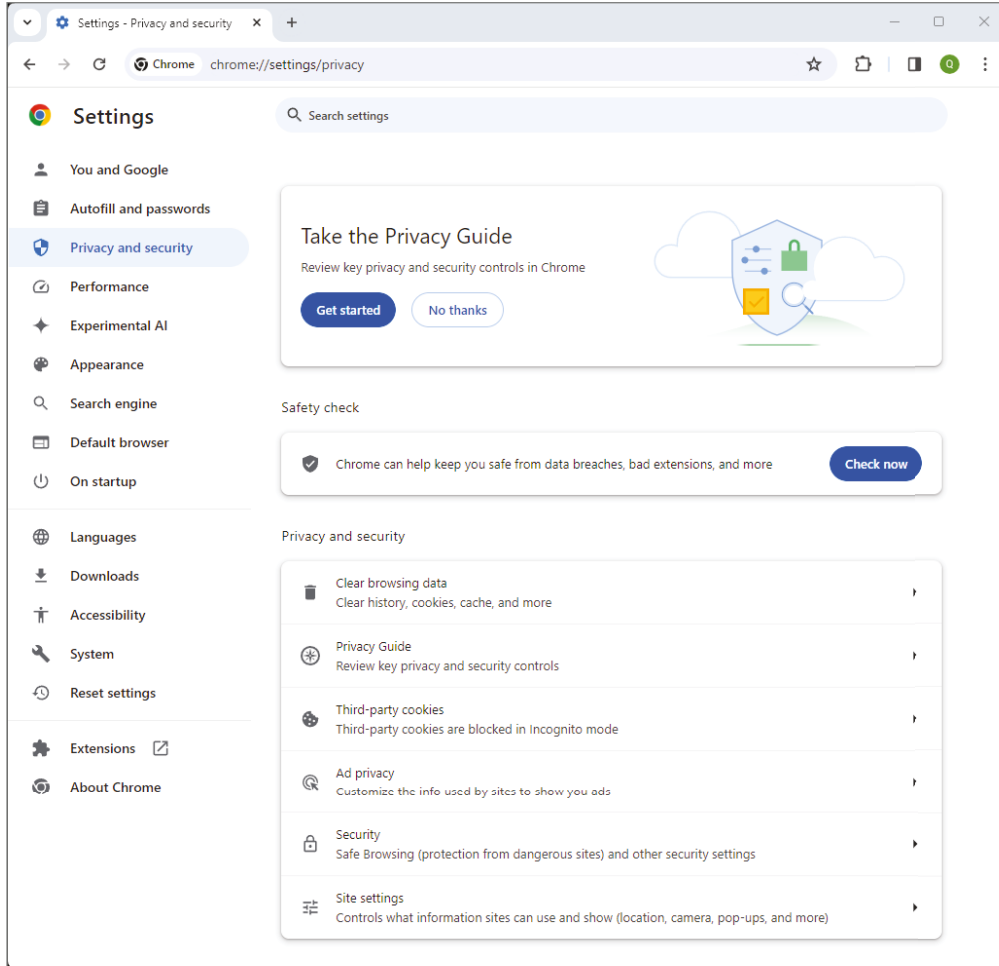 Settings - Privacy and security
Chrome
chrome://settings/privacy
Q
Settings
Search settings
You and Google
Autofill and passwords
Privacy and security
Performance
Experimental AI
Appearance
Search engine
Default browser
On startup
Languages
Downloads
Accessibility
System
Reset settings
Extensions
About Chrome
Take the Privacy Guide
Review key privacy and security controls in Chrome
Get started
No thanks
Safety check
Chrome can help keep you safe from data breaches, bad extensions, and more
Check now
Privacy and security
Clear browsing data
Clear history, cookies, cache, and more
Privacy Guide
Review key privacy and security controls
Third-party cookies
Third-party cookies are blocked in Incognito mode
Ad privacy
Customize the info used by sites to show you ads
Security
Safe Browsing (protection from dangerous sites) and other security settings
Site settings
Controls what information sites can use and show (location, camera, pop-ups, and more)